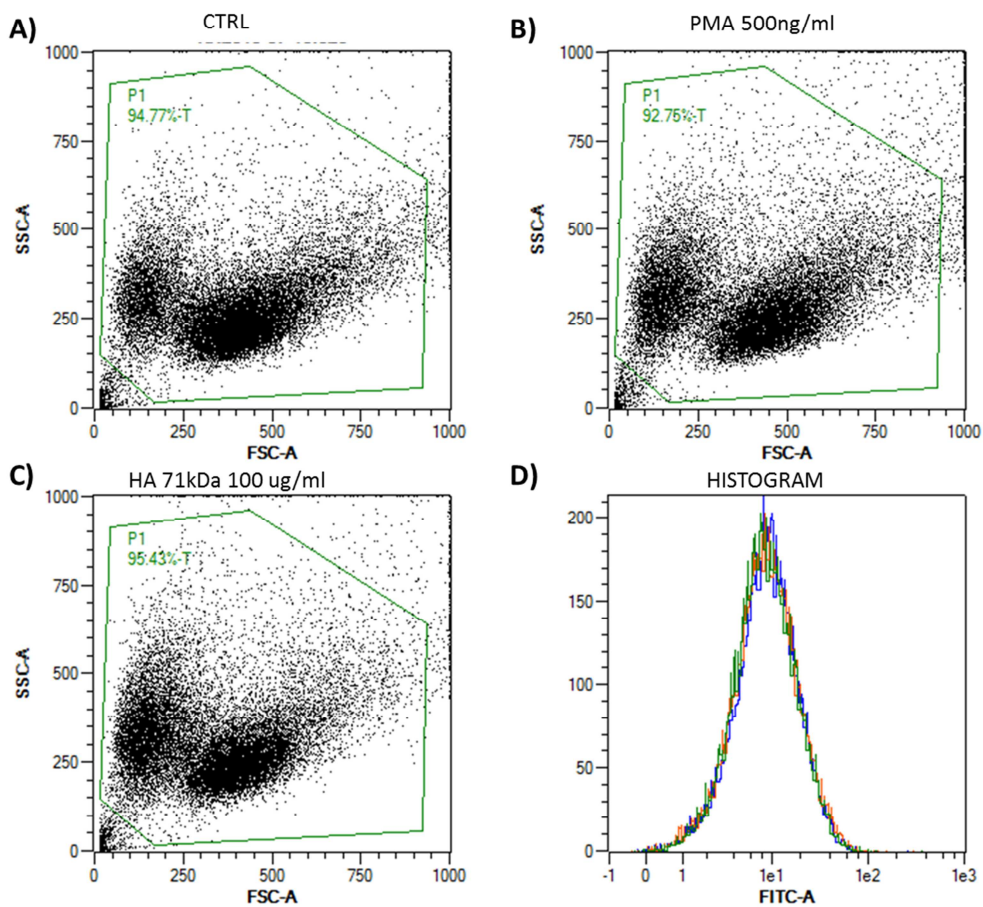 A)
CTRL
1000
750
500
250
0
SSC-A
P1
94.77%-T
0 250 500 750 1000
FSC-A
B)
PMA 500ng/ml
1000
750
500
250
0
SSC-A
P1
92.75%-T
0 250 500 750 1000
FSC-A
C)
HA 71kDa 100 ug/ml
1000
750
500
250
0
SSC-A
P1
95.43%-T
0 250 500 750 1000
FSC-A
D)
HISTOGRAM
200
150
100
50
0
-1 0 1 1e1 1e2 1e3
FITC-A